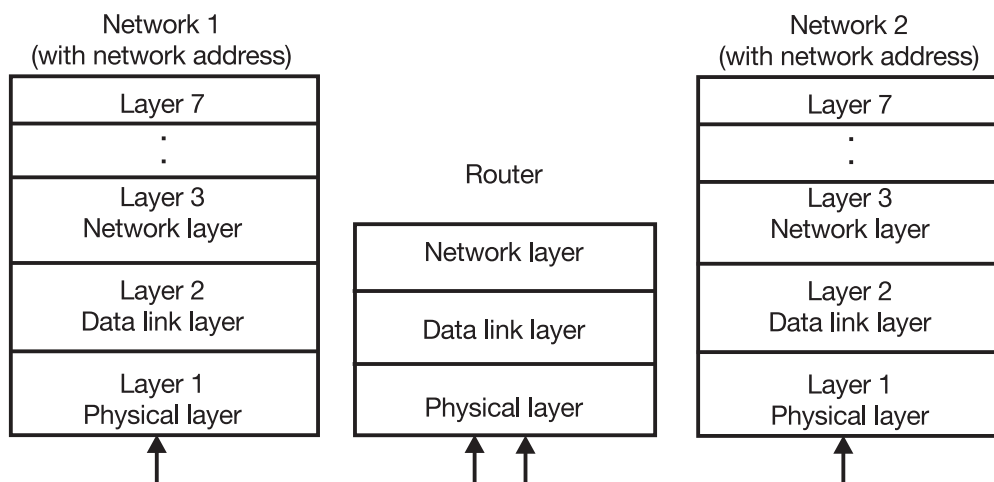 Network 1
(with network address)
Layer 7
:
Layer 3
Network layer
Layer 2
Data link layer
Layer 1
Physical layer
Router
Network layer
Data link layer
Physical layer
Network 2
(with network address)
Layer 7
:
Layer 3
Network layer
Layer 2
Data link layer
Layer 1
Physical layer